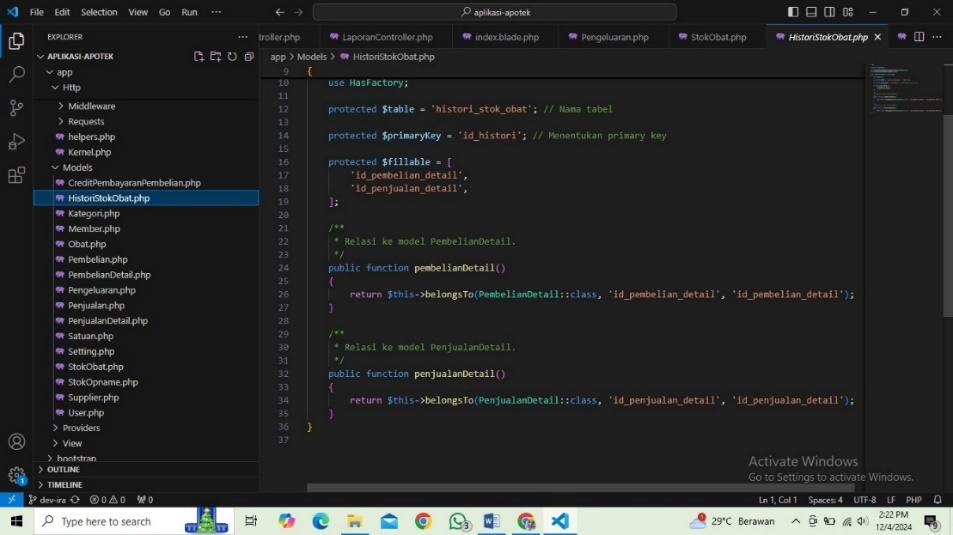 File Edit Selection View Go Run ···
aplikasi-apotek
EXPLORER
troller.php LaporanController.php index.blade.php Pengeluaran.php StokObat.php HistoriStokObat.php
APLIKASI-APOTEK
app > Models > HistoriStokObat.php
app
Http
Middleware
Requests
helpers.php
Kernel.php
Models
CreditPembayaranPembelian.php
HistoriStokObat.php
Kategori.php
Member.php
Obat.php
Pembelian.php
PembelianDetail.php
Pengeluaran.php
Penjualan.php
PenjualanDetail.php
Satuan.php
Setting.php
StokObat.php
StokOpname.php
Supplier.php
User.php
Providers
View
bootstrap
OUTLINE
TIMELINE
9 {
10 use HasFactory;
11
12 protected $table = 'histori_stok_obat'; // Nama tabel
13
14 protected $primaryKey = 'id_histori'; // Menentukan primary key
15
16 protected $fillable = [
17 'id_pembelian_detail',
18 'id_penjualan_detail',
19 ];
20
21 /**
22 * Relasi ke model PembelianDetail.
23 */
24 public function pembelianDetail()
25 {
26 return $this->belongsTo(PembelianDetail::class, 'id_pembelian_detail', 'id_pembelian_detail');
27 }
28
29 /**
30 * Relasi ke model PenjualanDetail.
31 */
32 public function penjualanDetail()
33 {
34 return $this->belongsTo(PenjualanDetail::class, 'id_penjualan_detail', 'id_penjualan_detail');
35 }
36 }
37
Activate Windows
Go to Settings to activate Windows.
dev-ira 0 0 0 Ln 1, Col 1 Spaces: 4 UTF-8 LF PHP
Type here to search
29°C Berawan
2:22 PM
12/4/2024